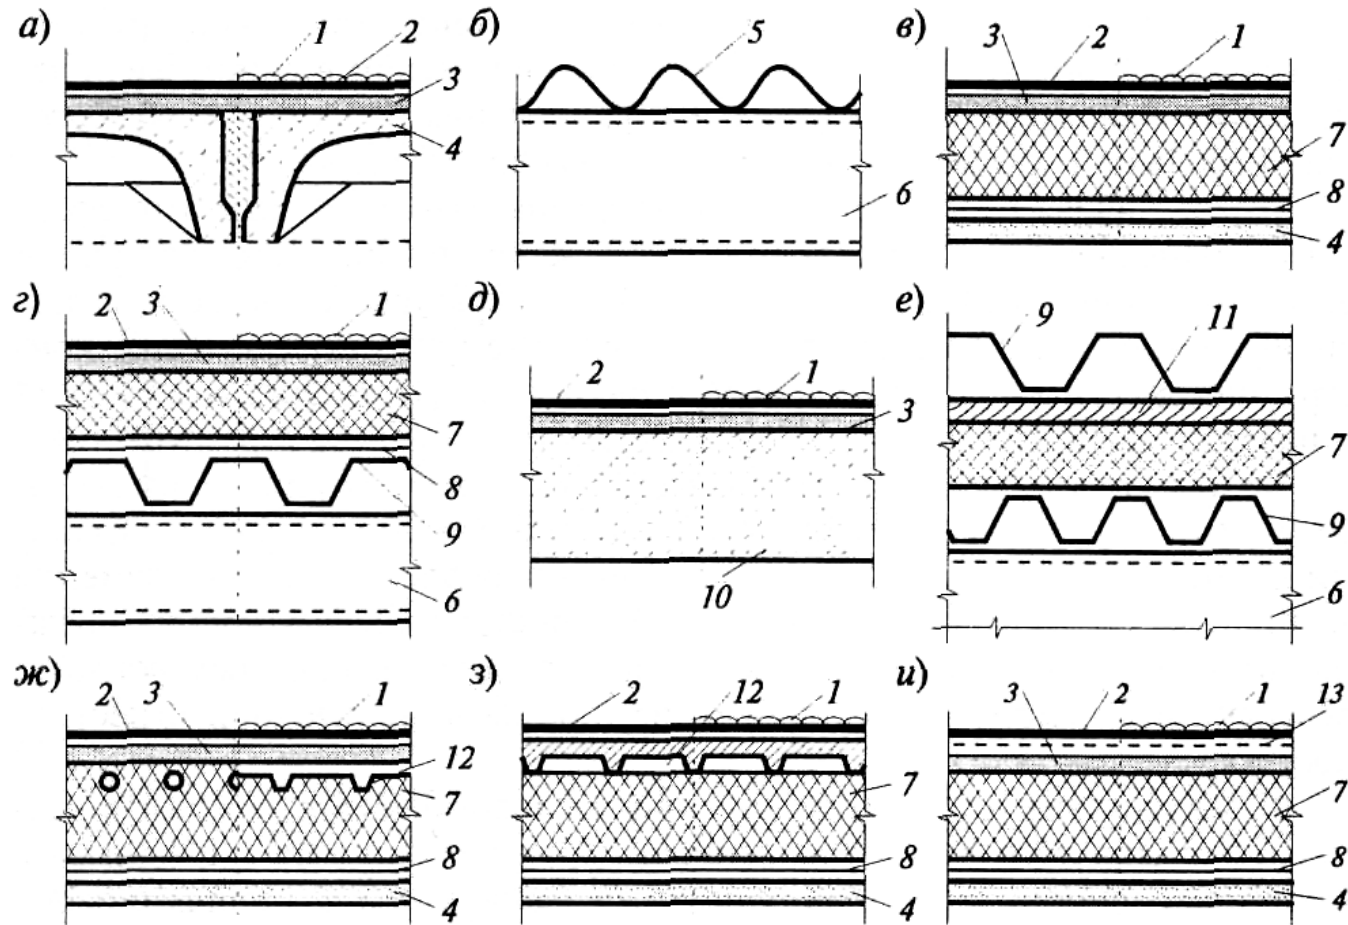 а) 1 2 3 4
б) 5 6
в) 3 2 1 7 8 4
г) 2 3 1 7 8 9 6
д) 2 1 3 10
е) 9 11 7 9 6
ж) 2 3 1 12 7 8 4
з) 2 12 1 7 8 4
и) 3 2 1 13 7 8 4